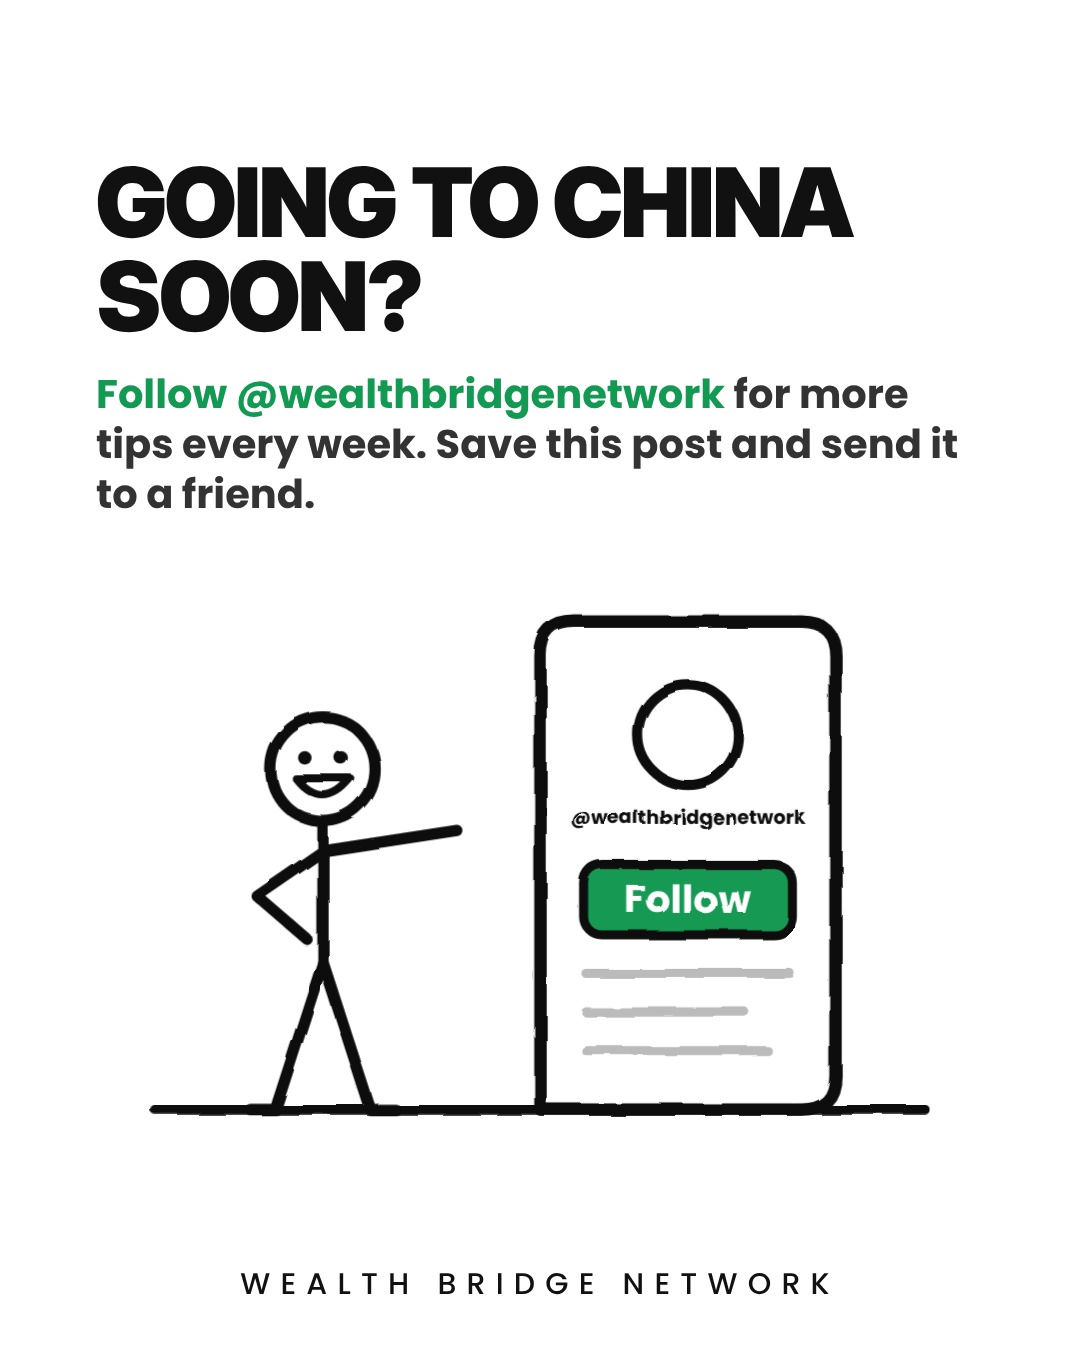 GOING TO CHINA
SOON?
Follow @wealthbridgenetwork for more
tips every week. Save this post and send it
to a friend.
@wealthbridgenetwork
Follow
WEALTH BRIDGE NETWORK